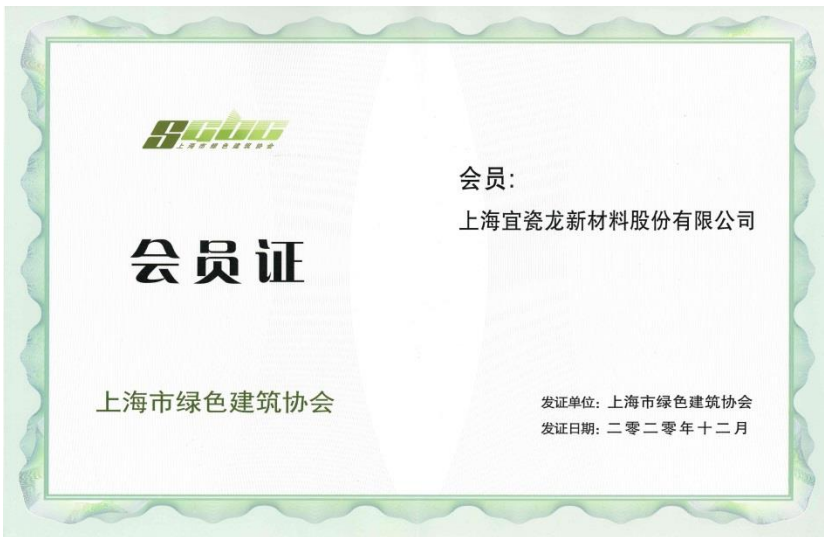 SGBC
上海市绿色建筑协会
会员证
上海市绿色建筑协会
会员:
上海宜瓷龙新材料股份有限公司
发证单位: 上海市绿色建筑协会
发证日期: 二零二零年十二月